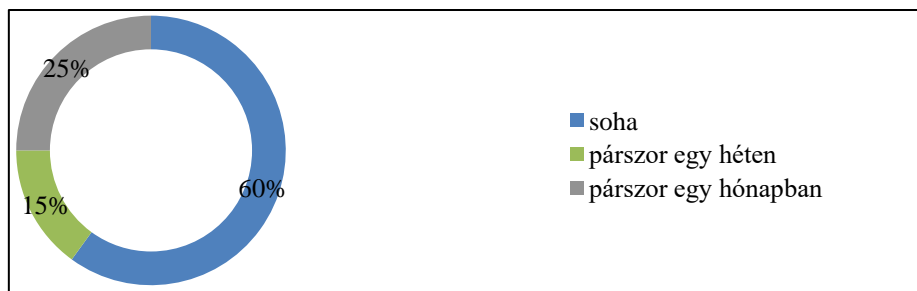 25%
15%
60%
soha
párszor egy héten
párszor egy hónapban